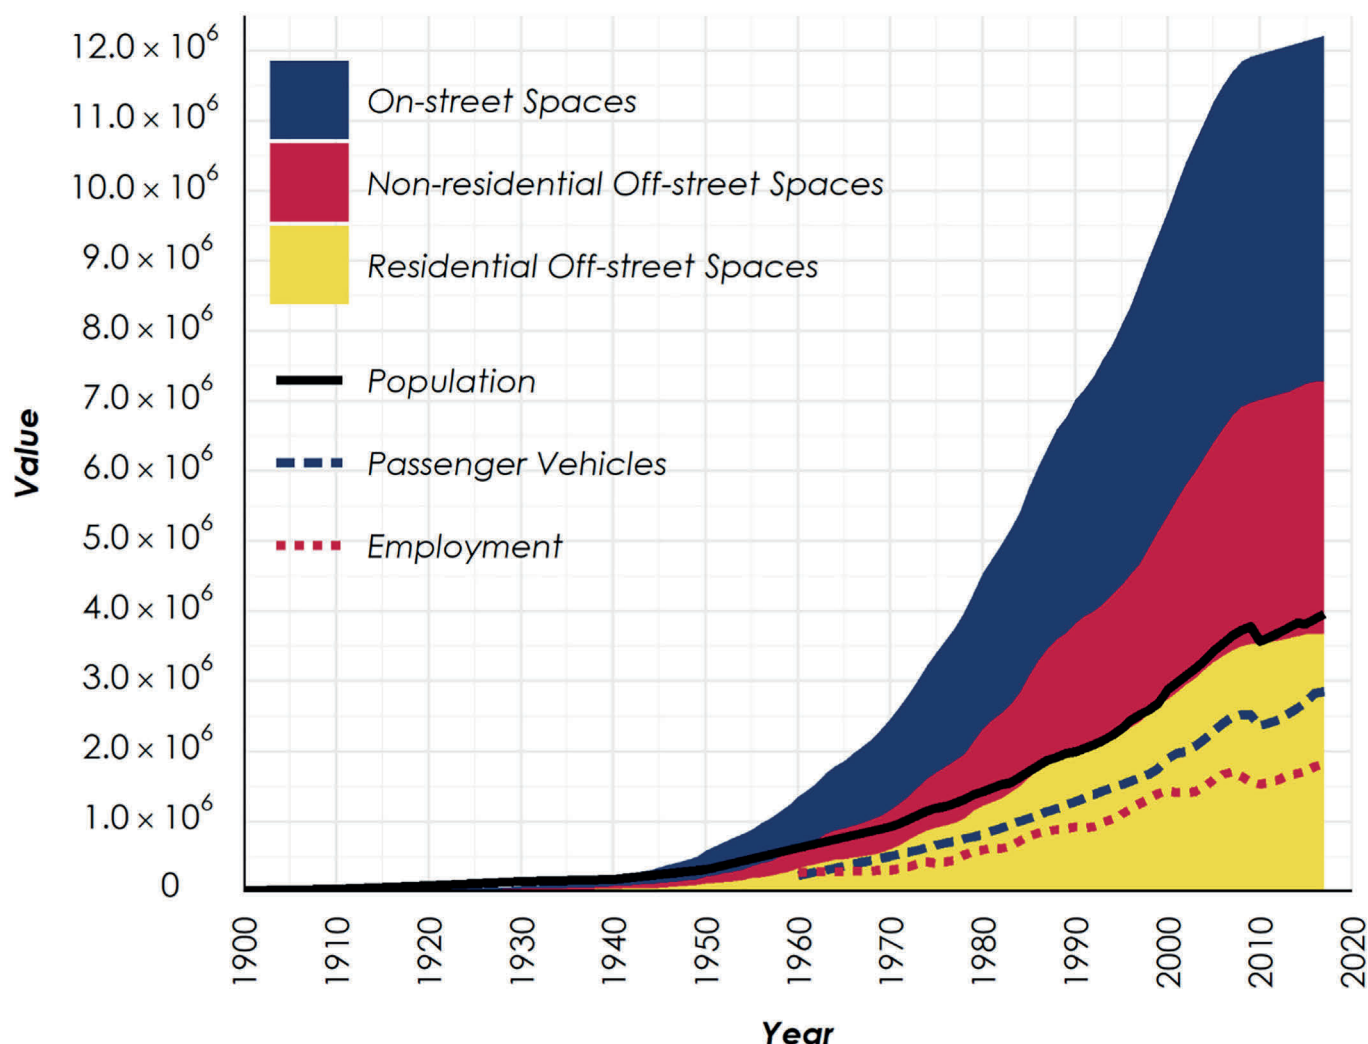 12.0 × 10⁶
11.0 × 10⁶
10.0 × 10⁶
9.0 × 10⁶
8.0 × 10⁶
7.0 × 10⁶
6.0 × 10⁶
5.0 × 10⁶
4.0 × 10⁶
3.0 × 10⁶
2.0 × 10⁶
1.0 × 10⁶
0
Value
On-street Spaces
Non-residential Off-street Spaces
Residential Off-street Spaces
Population
Passenger Vehicles
Employment
1900
1910
1920
1930
1940
1950
1960
1970
1980
1990
2000
2010
2020
Year